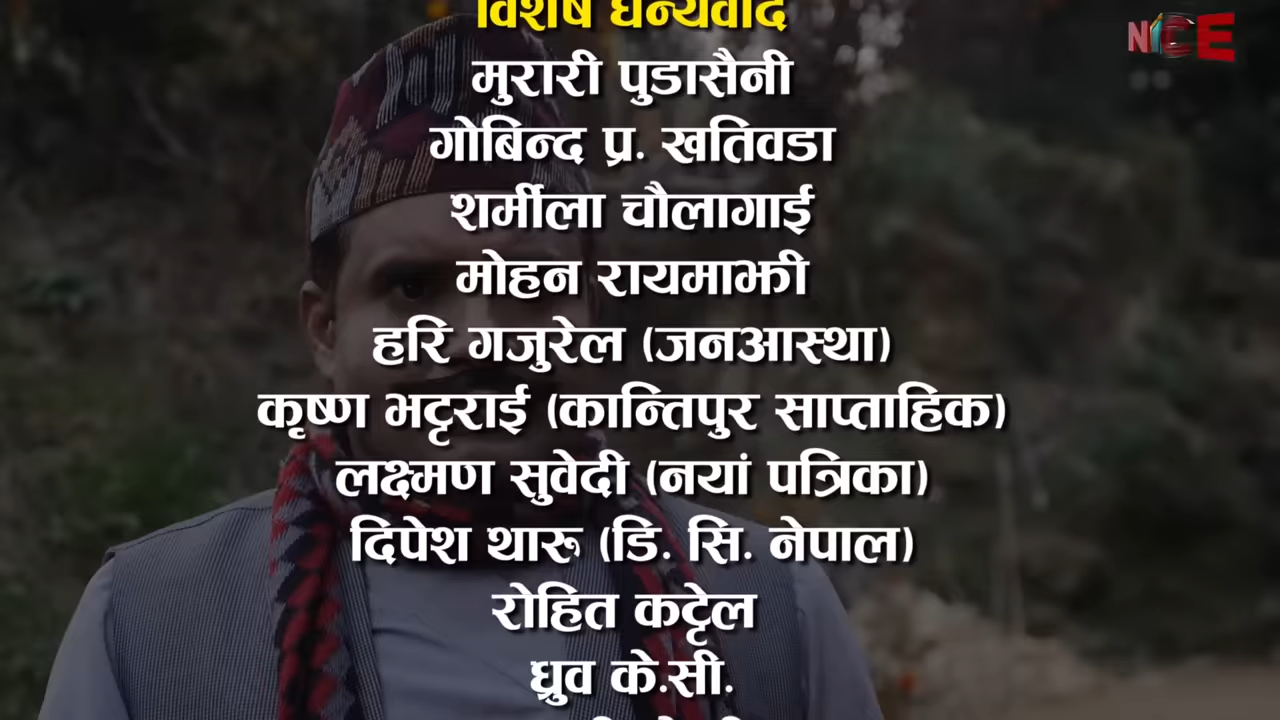 विशेष धन्यवाद
NICE
मुरारी पुडासैनी
गोबिन्द प्र. खतिवडा
शर्मीला चौलागाई
मोहन रायमाझी
हरि गजुरेल (जनआस्था)
कृष्ण भट्टराई (कान्तिपुर साप्ताहिक)
लक्ष्मण सुवेदी (नयां पत्रिका)
दिपेश थारू (डि. सि. नेपाल)
रोहित कट्टेल
ध्रुव के.सी.